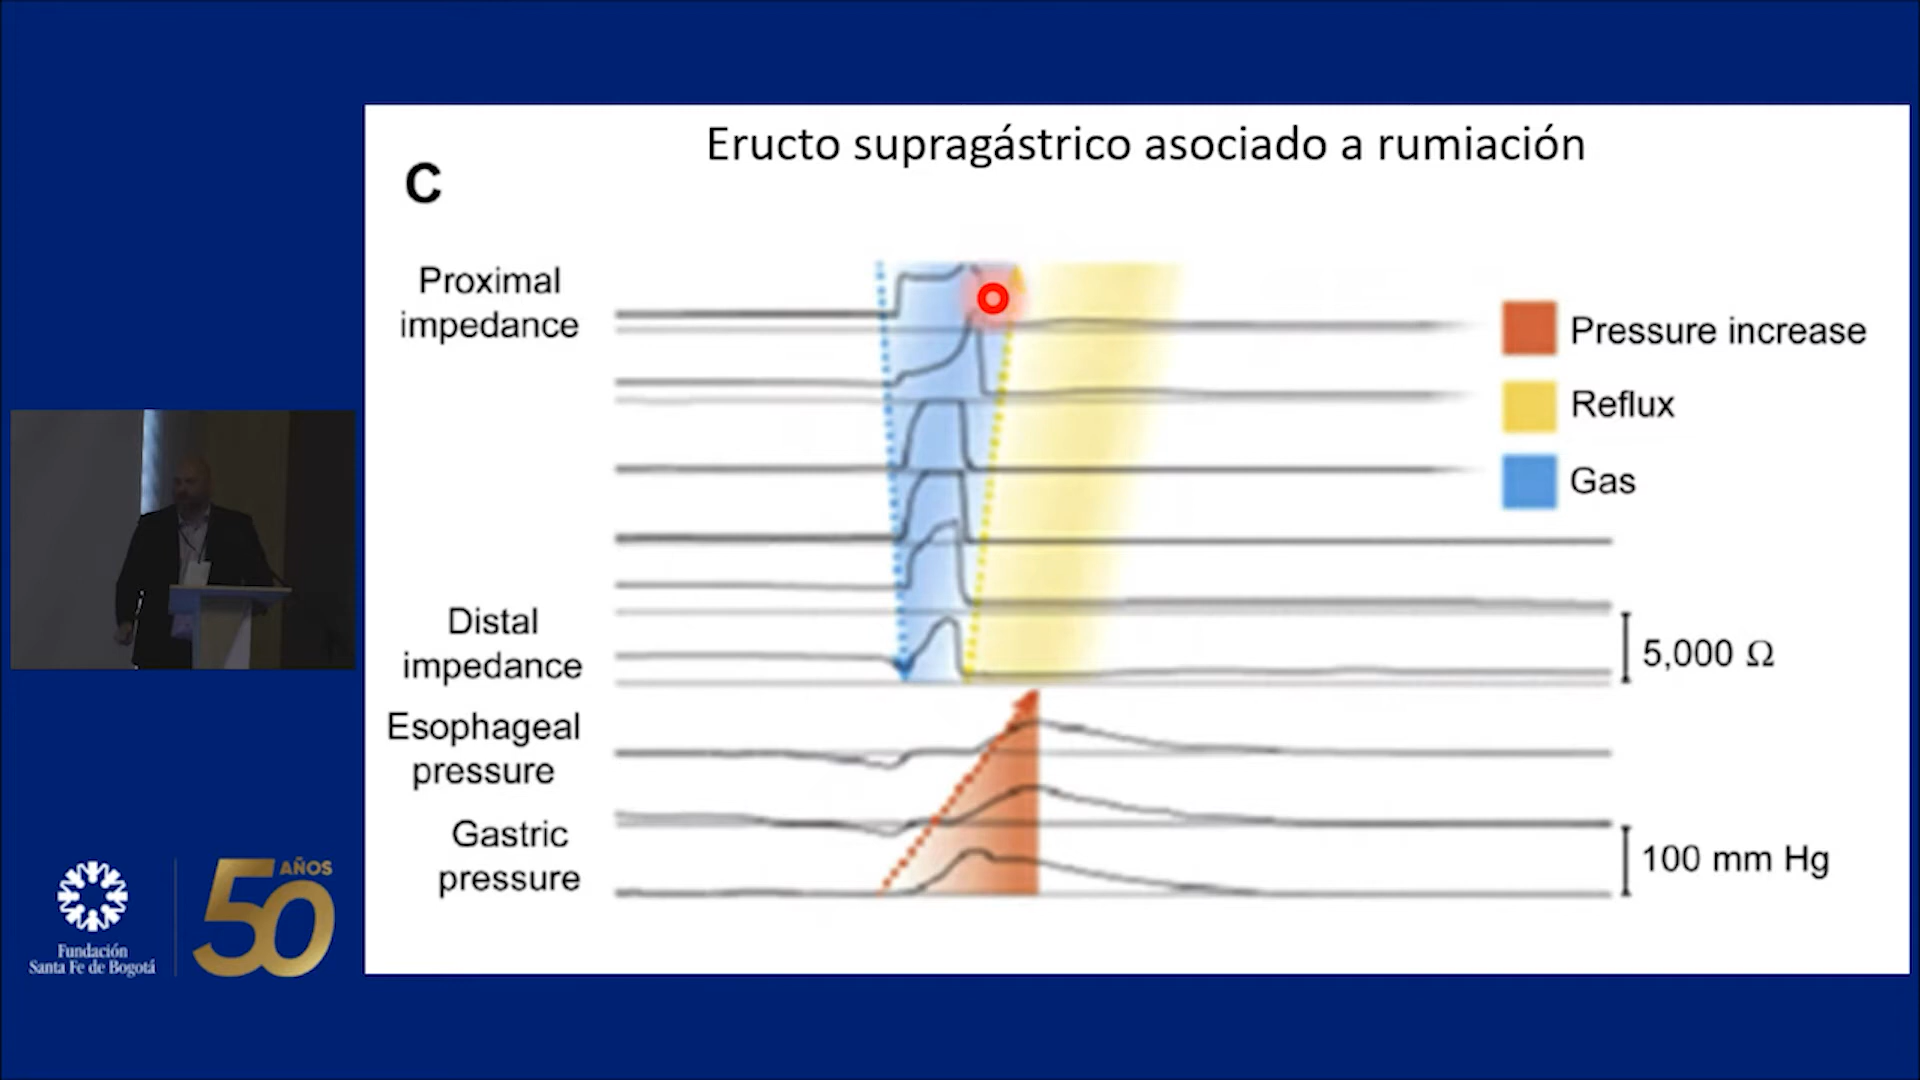 Eructo supragástrico asociado a rumiación
C
Proximal
impedance
Distal
impedance
Esophageal
pressure
Gastric
pressure
Pressure increase
Reflux
Gas
5,000 Ω
100 mm Hg
Fundación
Santa Fe de Bogotá
50
AÑOS